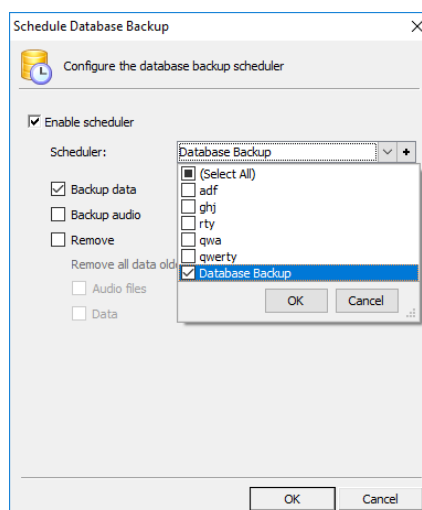 Schedule Database Backup
Configure the database backup scheduler
Enable scheduler
Scheduler: Database Backup
(Select All)
Backup data
adf
ghj
Backup audio
rty
Remove
qwa
qwerty
Remove all data
Database Backup
Audio files
OK Cancel
Data
OK Cancel